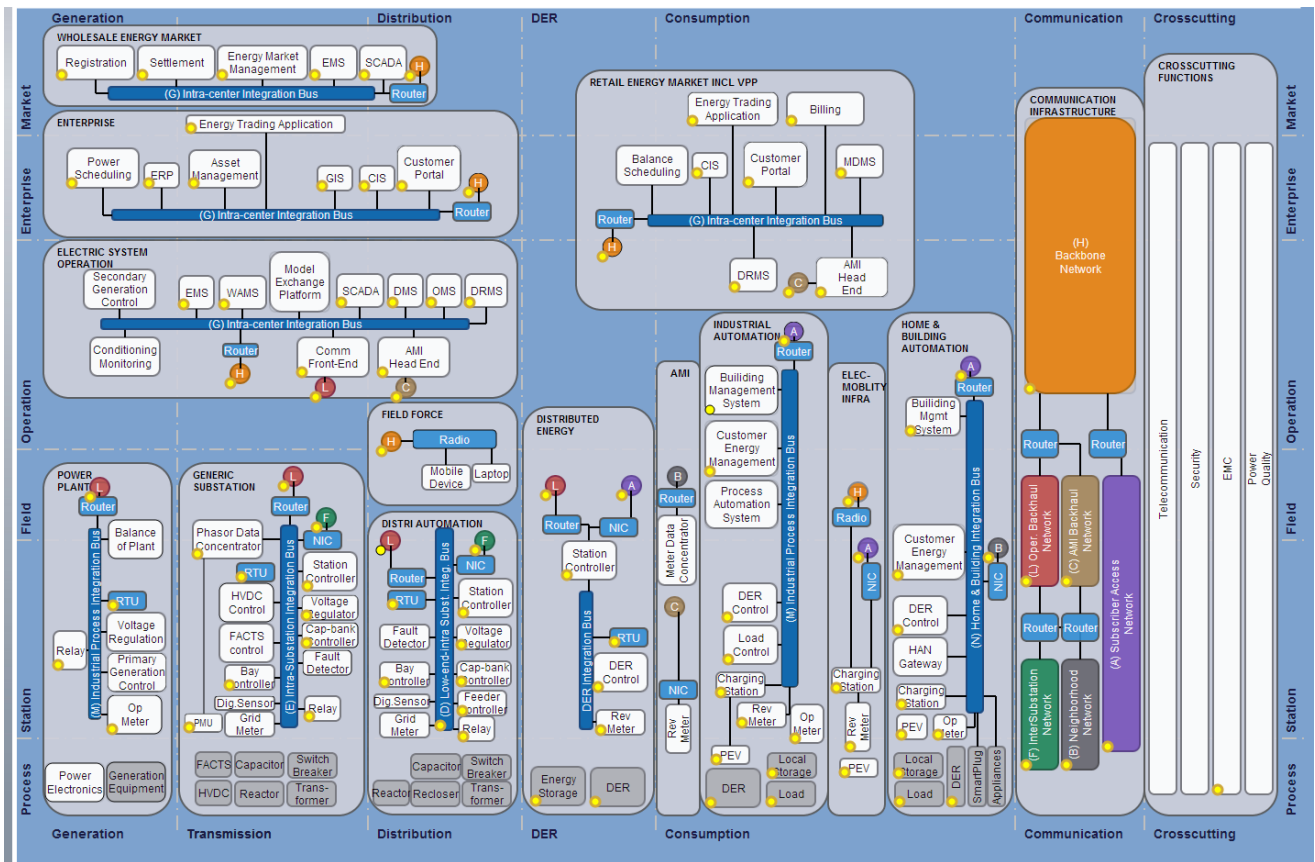 Generation
Distribution
DER
Consumption
Communication
Crosscutting
Market
Enterprise
Operation
Field
Station
Process
WHOLESALE ENERGY MARKET
Registration
Settlement
Energy Market
Management
EMS
SCADA
H
(G) Intra-center Integration Bus
Router
ENTERPRISE
Energy Trading Application
Power
Scheduling
ERP
Asset
Management
GIS
CIS
Customer
Portal
H
(G) Intra-center Integration Bus
Router
ELECTRIC SYSTEM
OPERATION
Secondary
Generation
Control
EMS
WAMS
Model
Exchange
Platform
SCADA
DMS
OMS
DRMS
(G) Intra-center Integration Bus
Conditioning
Monitoring
Router
H
Comm
Front-End
L
AMI
Head End
C
RETAIL ENERGY MARKET INCL VPP
Energy Trading
Application
Billing
Balance
Scheduling
CIS
Customer
Portal
MDMS
Router
(G) Intra-center Integration Bus
H
DRMS
C
AMI
Head
End
FIELD FORCE
H
Radio
Mobile
Device
Laptop
POWER
PLANT
L
Router
(M) Industrial Process Integration Bus
Balance
of Plant
RTU
Voltage
Regulation
Relay
Primary
Generation
Control
Op
Meter
Power
Electronics
Generation
Equipment
GENERIC
SUBSTATION
L
Router
F
NIC
Phasor Data
Concentrator
(E) Intra-Substation Integration Bus
RTU
Station
Controller
HVDC
Control
Voltage
Regulator
FACTS
control
Cap-bank
Controller
Bay
Controller
Fault
Detector
Dig.Sensor
Relay
PMU
Grid
Meter
FACTS
Capacitor
Switch
Breaker
HVDC
Reactor
Trans-
former
DISTRI AUTOMATION
L
F
Router
NIC
RTU
(D) Low-end-Intra Subst. Integ. Bus
Station
Controller
Fault
Detector
Voltage
Regulator
Bay
Controller
Cap-bank
Controller
Dig.Sensor
Feeder
Controller
Grid
Meter
Relay
Capacitor
Switch
Breaker
Reactor
Recloser
Trans-
former
DISTRIBUTED
ENERGY
L
A
Router
NIC
Station
Controller
DER Integration Bus
RTU
DER
Control
Rev
Meter
Energy
Storage
DER
AMI
B
Router
Meter Data
Concentrator
C
NIC
Rev
Meter
INDUSTRIAL
AUTOMATION
A
Router
Builiding
Management
System
(M) Industrial Process Integration Bus
Customer
Energy
Management
Process
Automation
System
DER
Control
Load
Control
Charging
Station
Rev
Meter
Op
Meter
PEV
DER
Local
Storage
Load
ELEC-
MOBLITY
INFRA
H
Radio
A
NIC
Charging
Station
Rev
Meter
PEV
HOME &
BUILDING
AUTOMATION
A
Router
Builiding
Mgmt
System
(N) Home & Building Integration Bus
Customer
Energy
Management
B
NIC
DER
Control
HAN
Gateway
Charging
Station
PEV
Op
Meter
Local
Storage
Load
DER
SmartPlug
Appliances
COMMUNICATION
INFRASTRUCTURE
(H)
Backbone
Network
Router
Router
(L) Oper. Backhaul
Network
(C) AMI Backhaul
Network
(A) Subscriber Access
Network
Router
Router
(F) InterSubstation
Network
(B) Neighborhood
Network
CROSSCUTTING
FUNCTIONS
Telecommunication
Security
EMC
Power
Quality
Market
Enterprise
Operation
Field
Station
Process
Generation
Transmission
Distribution
DER
Consumption
Communication
Crosscutting